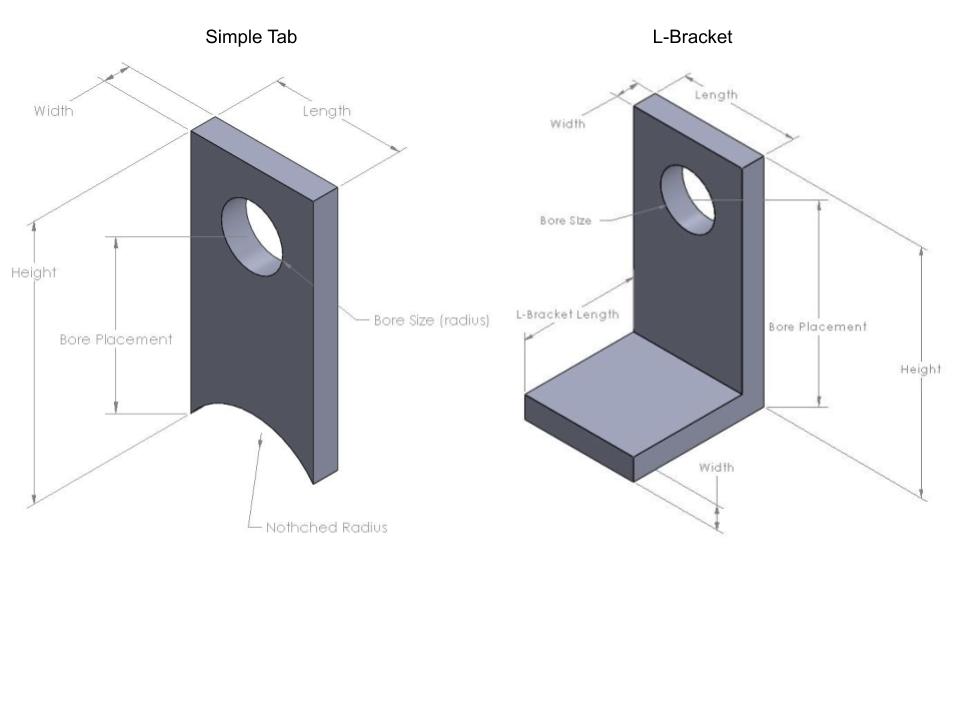 Simple Tab
Width
Length
Height
Bore Placement
Bore Size (radius)
Nothched Radius
L-Bracket
Length
Width
Bore Size
L-Bracket Length
Bore Placement
Height
Width